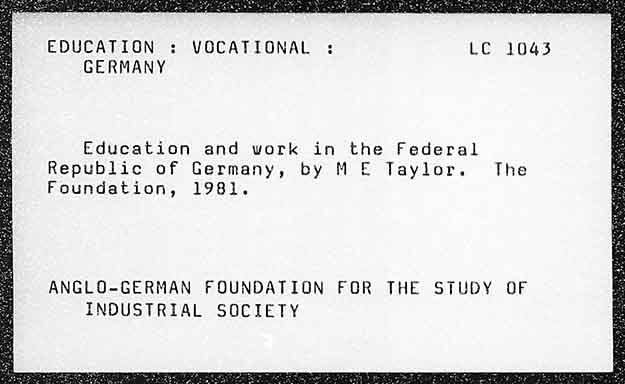 EDUCATION : VOCATIONAL : LC 1043
GERMANY
Education and work in the Federal
Republic of Germany, by M E Taylor. The
Foundation, 1981.
ANGLO-GERMAN FOUNDATION FOR THE STUDY OF
INDUSTRIAL SOCIETY